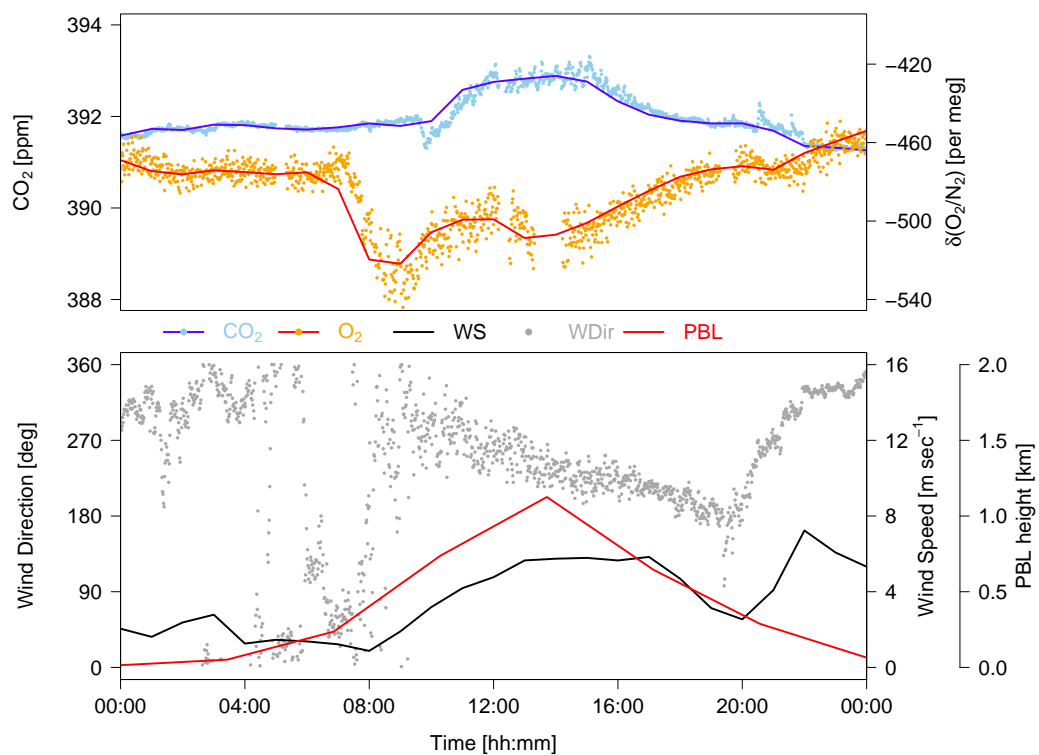 394
392
390
388
CO₂ [ppm]
−420
−460
−500
−540
δ(O₂/N₂) [per meg]
CO₂ O₂ WS WDir PBL
360
270
180
90
0
Wind Direction [deg]
16
12
8
4
0
Wind Speed [m sec⁻¹]
2.0
1.5
1.0
0.5
0.0
PBL height [km]
00:00 04:00 08:00 12:00 16:00 20:00 00:00
Time [hh:mm]